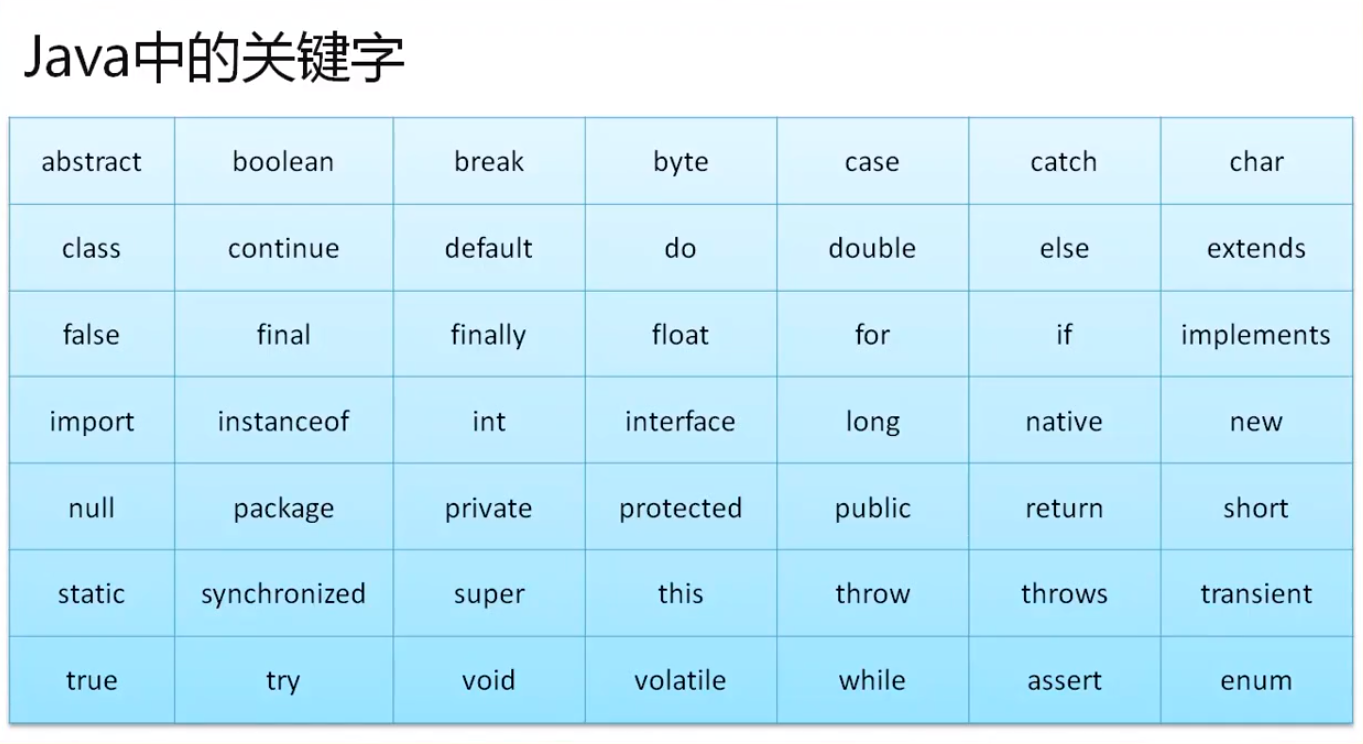 Java中的关键字
abstract boolean break byte case catch char
class continue default do double else extends
false final finally float for if implements
import instanceof int interface long native new
null package private protected public return short
static synchronized super this throw throws transient
true try void volatile while assert enum